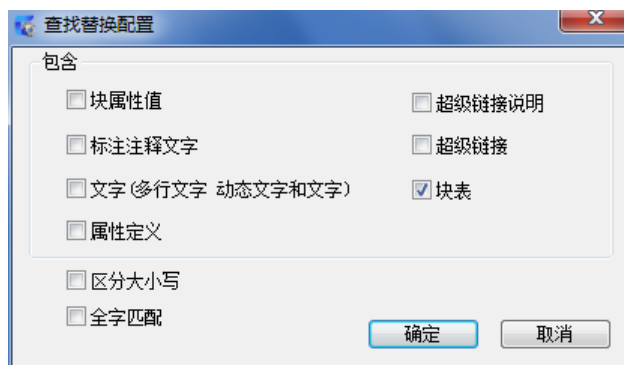 查找替换配置
包含
块属性值
超级链接说明
标注注释文字
超级链接
文字(多行文字 动态文字和文字)
块表
属性定义
区分大小写
全字匹配
确定
取消